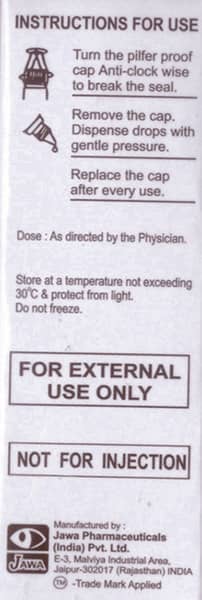 INSTRUCTIONS FOR USE
Turn the pilfer proof
cap Anti-clock wise
to break the seal.
Remove the cap.
Dispense drops with
gentle pressure.
Replace the cap
after every use.
Dose : As directed by the Physician.
Store at a temperature not exceeding
30°C & protect from light.
Do not freeze.
FOR EXTERNAL
USE ONLY
NOT FOR INJECTION
Manufactured by :
Jawa Pharmaceuticals
(India) Pvt. Ltd.
E-3, Malviya Industrial Area,
Jaipur-302017 (Rajasthan) INDIA
JAWA
TM -Trade Mark Applied